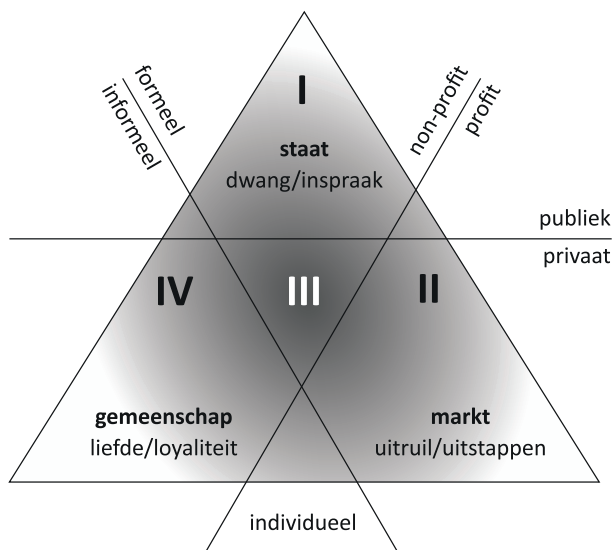 formeel
informeel
non-profit
profit
I
staat
dwang/inspraak
publiek
privaat
IV
III
II
gemeenschap
liefde/loyaliteit
markt
uitruil/uitstappen
individueel